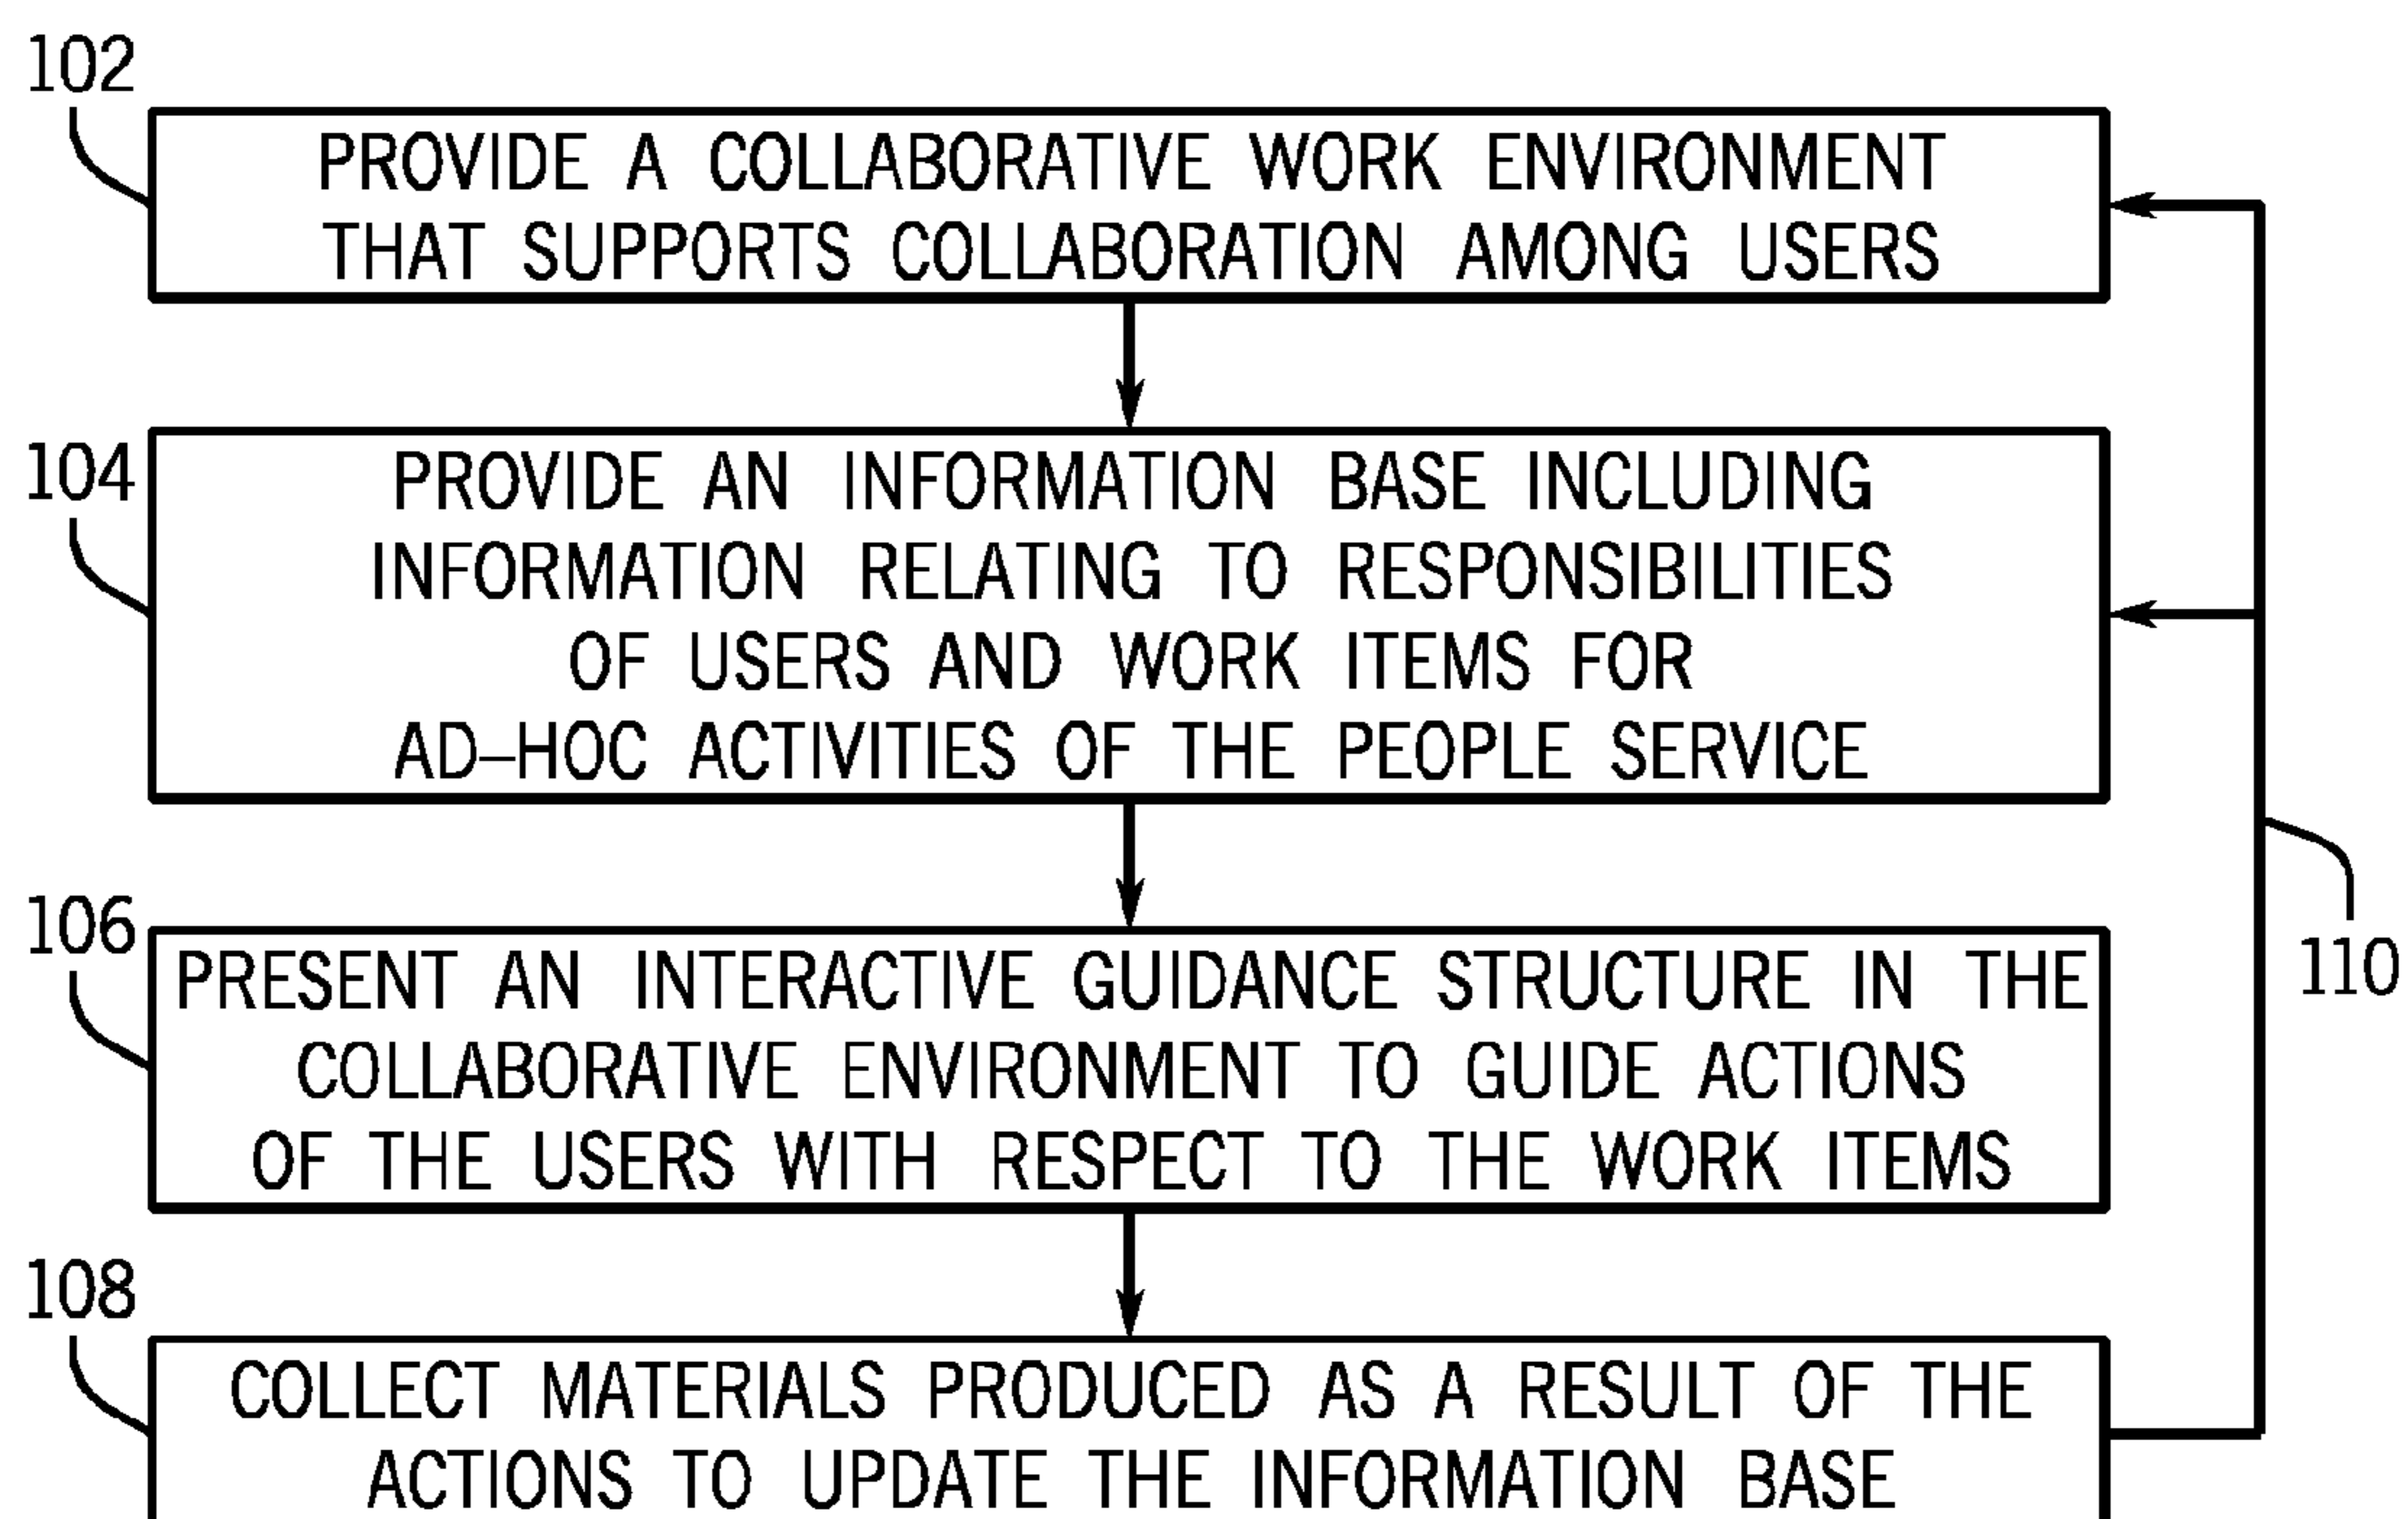 102
PROVIDE A COLLABORATIVE WORK ENVIRONMENT
THAT SUPPORTS COLLABORATION AMONG USERS
104
PROVIDE AN INFORMATION BASE INCLUDING
INFORMATION RELATING TO RESPONSIBILITIES
OF USERS AND WORK ITEMS FOR
AD–HOC ACTIVITIES OF THE PEOPLE SERVICE
106
PRESENT AN INTERACTIVE GUIDANCE STRUCTURE IN THE
COLLABORATIVE ENVIRONMENT TO GUIDE ACTIONS
OF THE USERS WITH RESPECT TO THE WORK ITEMS
110
108
COLLECT MATERIALS PRODUCED AS A RESULT OF THE
ACTIONS TO UPDATE THE INFORMATION BASE